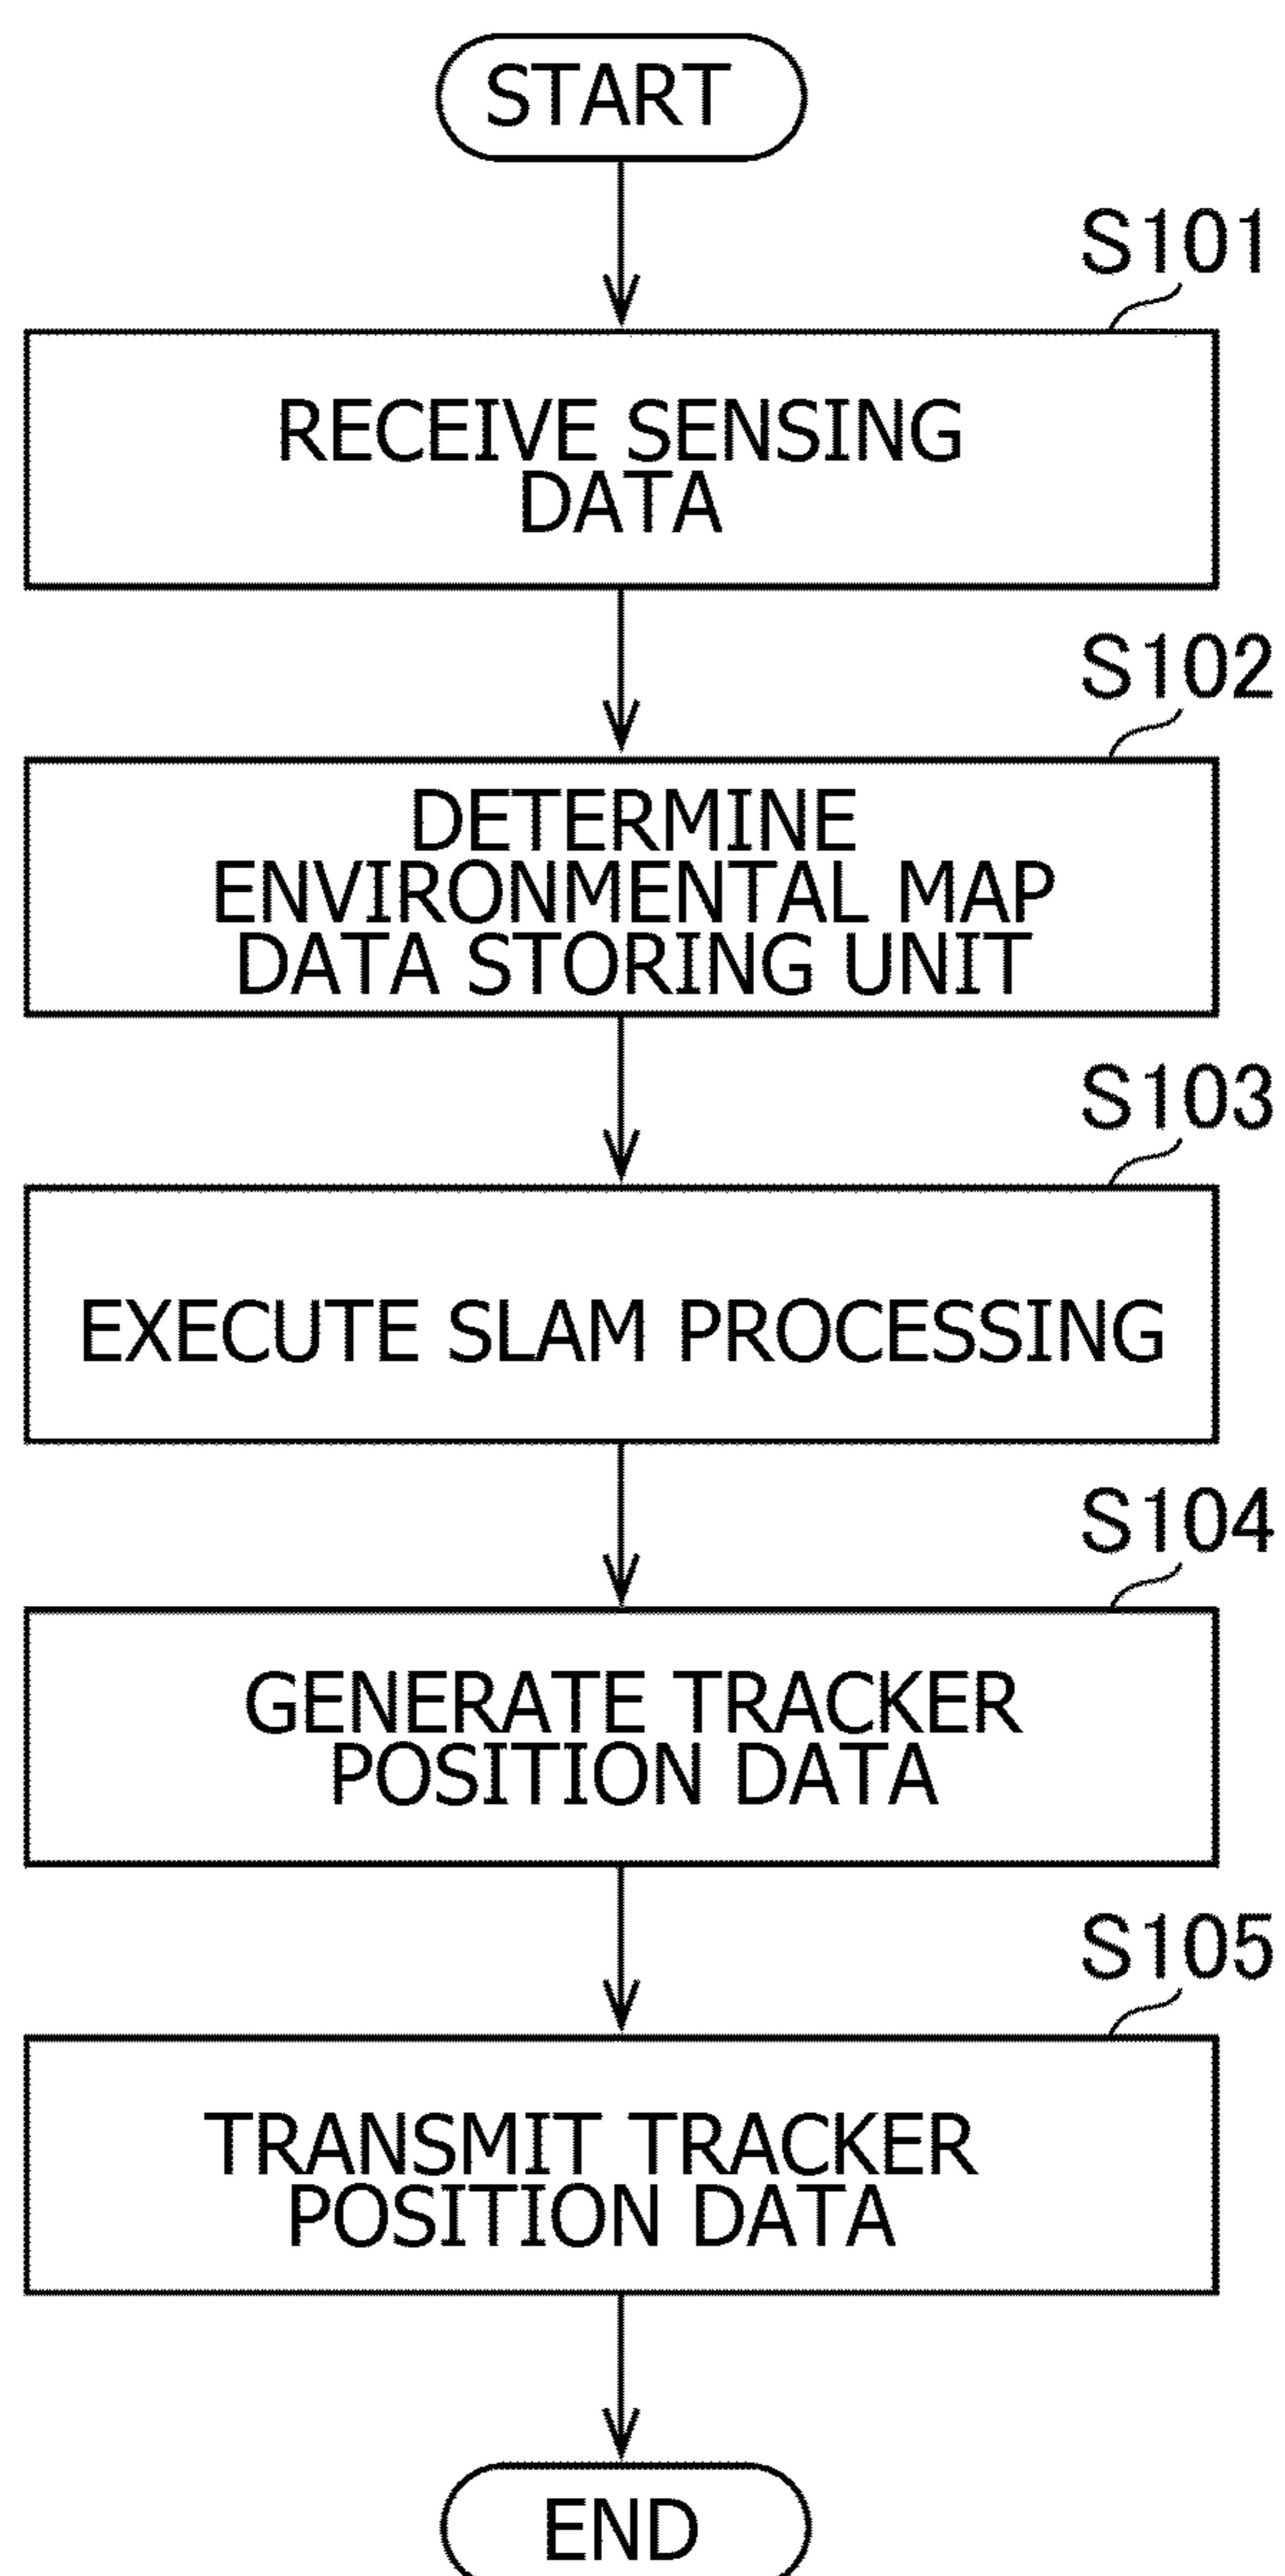 START
S101
RECEIVE SENSING
DATA
S102
DETERMINE
ENVIRONMENTAL MAP
DATA STORING UNIT
S103
EXECUTE SLAM PROCESSING
S104
GENERATE TRACKER
POSITION DATA
S105
TRANSMIT TRACKER
POSITION DATA
END